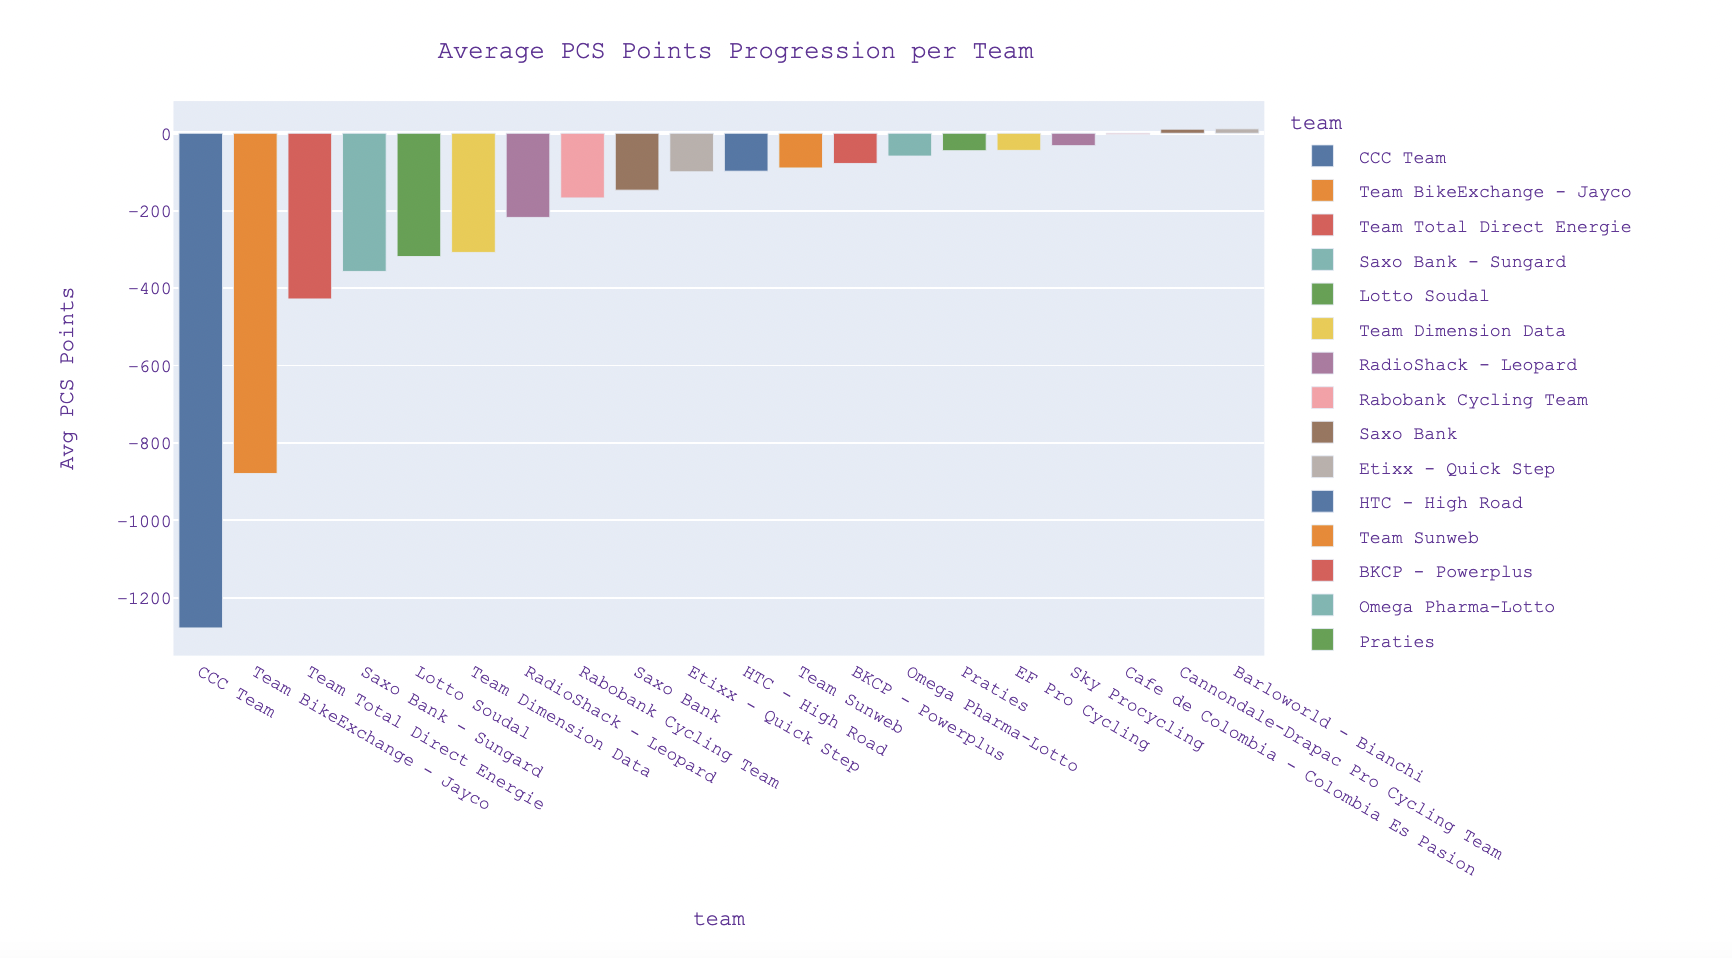 Average PCS Points Progression per Team
Avg PCS Points
0
−200
−400
−600
−800
−1000
−1200
CCC Team
Team BikeExchange - Jayco
Team Total Direct Energie
Saxo Bank - Sungard
Lotto Soudal
Team Dimension Data
RadioShack - Leopard
Rabobank Cycling Team
Saxo Bank
Etixx - Quick Step
HTC - High Road
Team Sunweb
BKCP - Powerplus
Omega Pharma-Lotto
Praties
EF Pro Cycling
Sky Procycling
Cafe de Colombia - Colombia Es Pasion
Cannondale-Drapac Pro Cycling Team
Barloworld - Bianchi
team
team
CCC Team
Team BikeExchange - Jayco
Team Total Direct Energie
Saxo Bank - Sungard
Lotto Soudal
Team Dimension Data
RadioShack - Leopard
Rabobank Cycling Team
Saxo Bank
Etixx - Quick Step
HTC - High Road
Team Sunweb
BKCP - Powerplus
Omega Pharma-Lotto
Praties